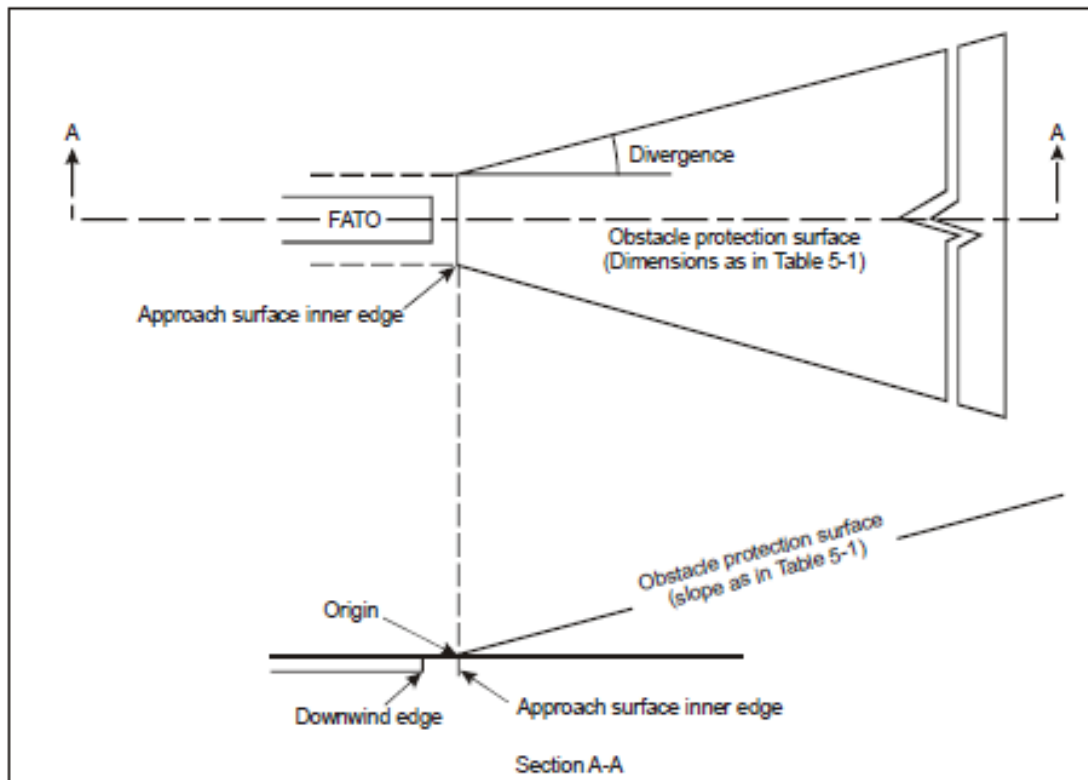 A
A
Divergence
FATO
Obstacle protection surface
(Dimensions as in Table 5-1)
Approach surface inner edge
Obstacle protection surface
(slope as in Table 5-1)
Origin
Downwind edge
Approach surface inner edge
Section A-A